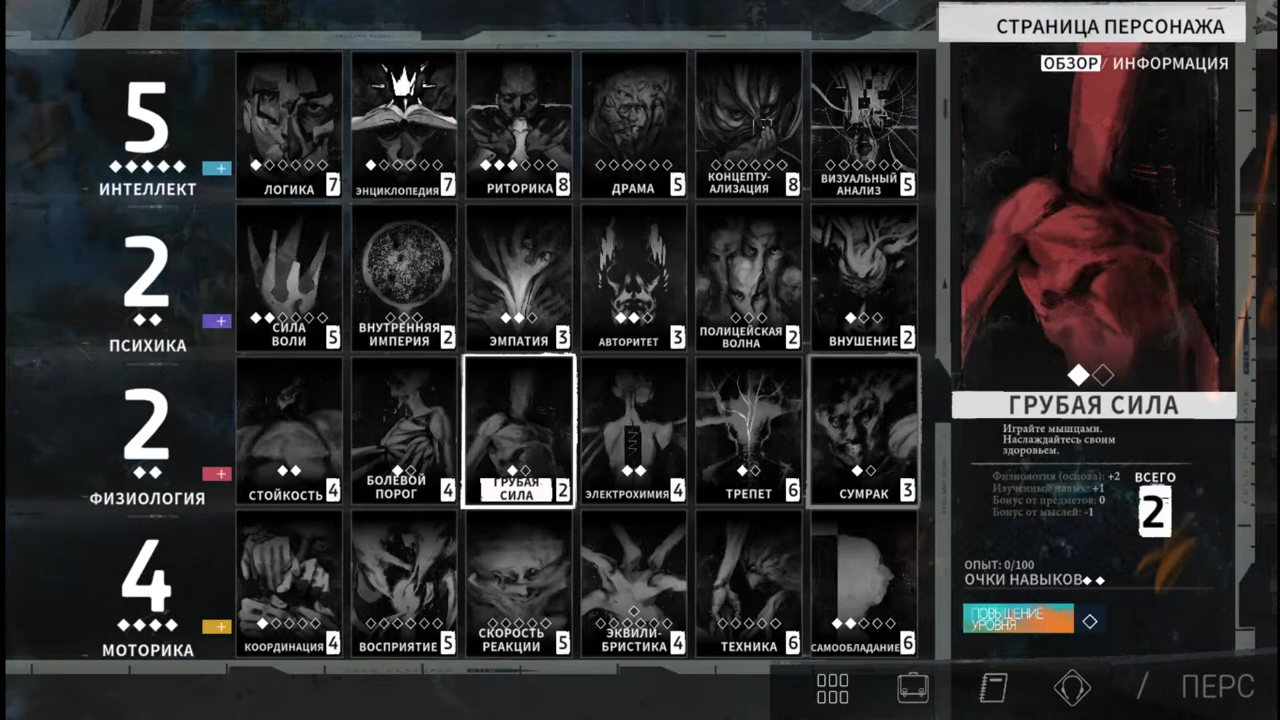 СТРАНИЦА ПЕРСОНАЖА
ОБЗОР / ИНФОРМАЦИЯ
5
ИНТЕЛЛЕКТ
+
ЛОГИКА 7
ЭНЦИКЛОПЕДИЯ 7
РИТОРИКА 8
ДРАМА 5
КОНЦЕПТУ-
АЛИЗАЦИЯ 8
ВИЗУАЛЬНЫЙ
АНАЛИЗ 5
2
ПСИХИКА
+
СИЛА
ВОЛИ 5
ВНУТРЕННЯЯ
ИМПЕРИЯ 2
ЭМПАТИЯ 3
АВТОРИТЕТ 3
ПОЛИЦЕЙСКАЯ
ВОЛНА 2
ВНУШЕНИЕ 2
2
ФИЗИОЛОГИЯ
+
СТОЙКОСТЬ 4
БОЛЕВОЙ
ПОРОГ 4
ГРУБАЯ
СИЛА 2
ЭЛЕКТРОХИМИЯ 4
ТРЕПЕТ 6
СУМРАК 3
4
МОТОРИКА
+
КООРДИНАЦИЯ 4
ВОСПРИЯТИЕ 5
СКОРОСТЬ
РЕАКЦИИ 5
ЭКВИЛИ-
БРИСТИКА 4
ТЕХНИКА 6
САМООБЛАДАНИЕ 6
ГРУБАЯ СИЛА
Играйте мышцами.
Наслаждайтесь своим
здоровьем.
Физиология (основа): +2
Изученный навык: +1
Бонус от предметов: 0
Бонус от мыслей: -1
ВСЕГО
2
ОПЫТ: 0/100
ОЧКИ НАВЫКОВ
ПОВЫШЕНИЕ
УРОВНЯ
/ ПЕРС